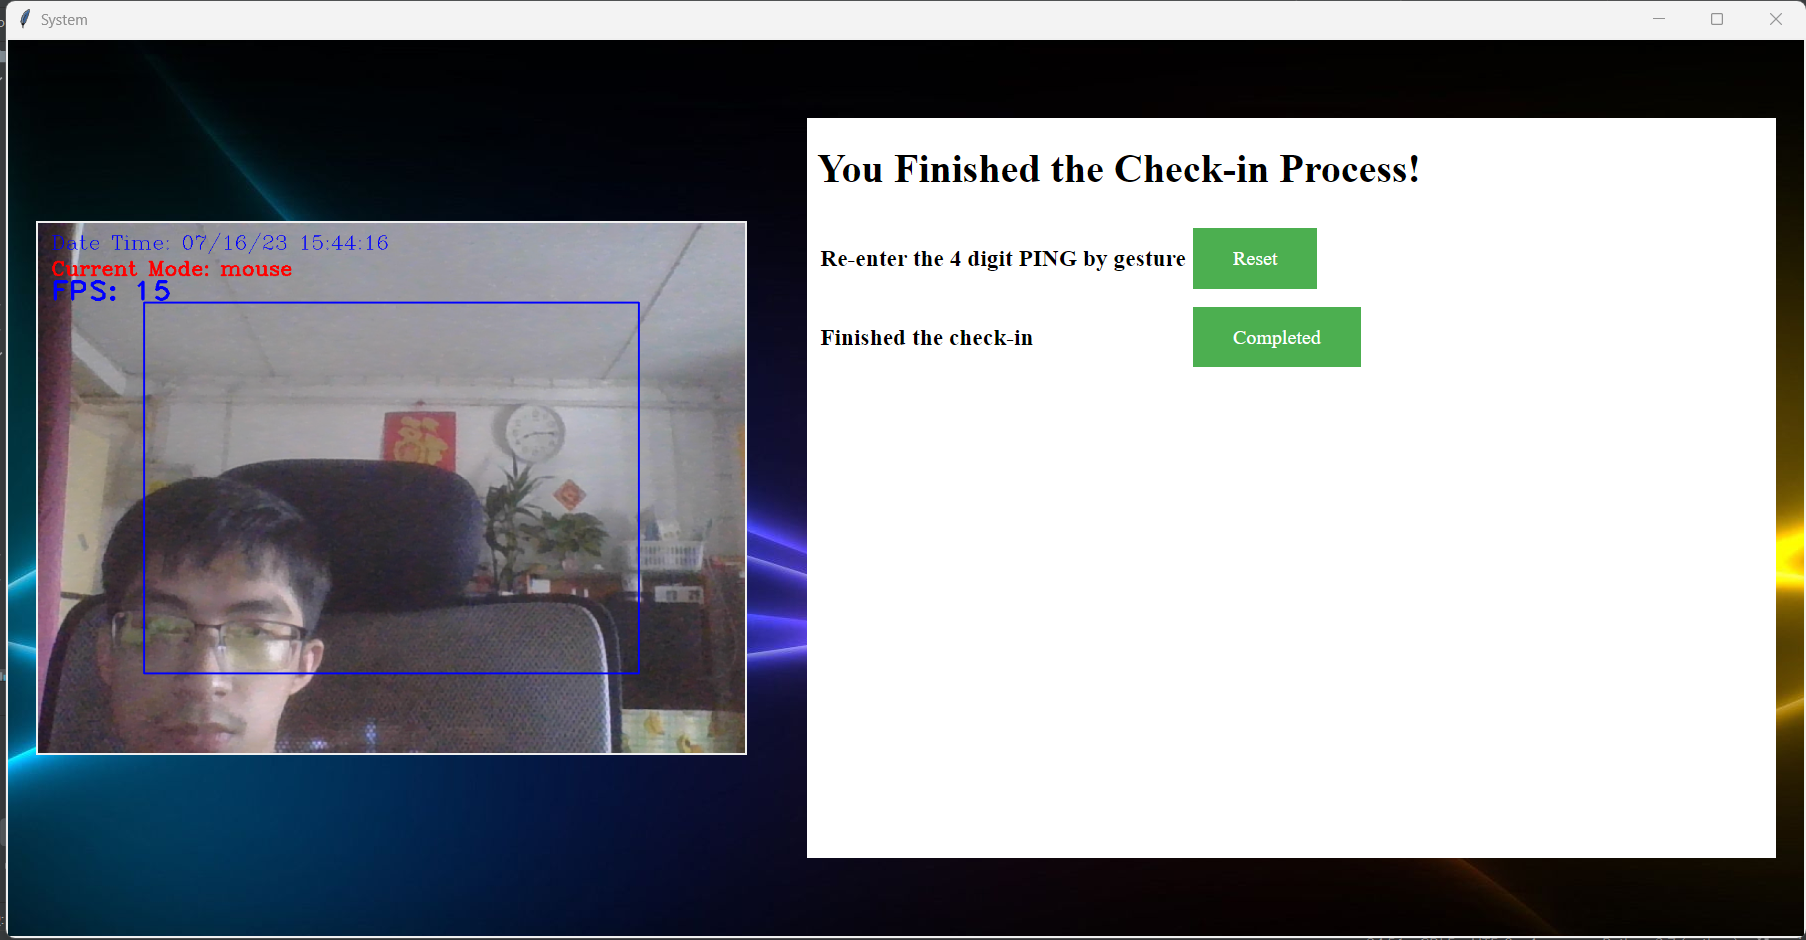 System
Date Time: 07/16/23 15:44:16
Current Mode: mouse
FPS: 15
福
You Finished the Check-in Process!
Re-enter the 4 digit PING by gesture
Reset
Finished the check-in
Completed